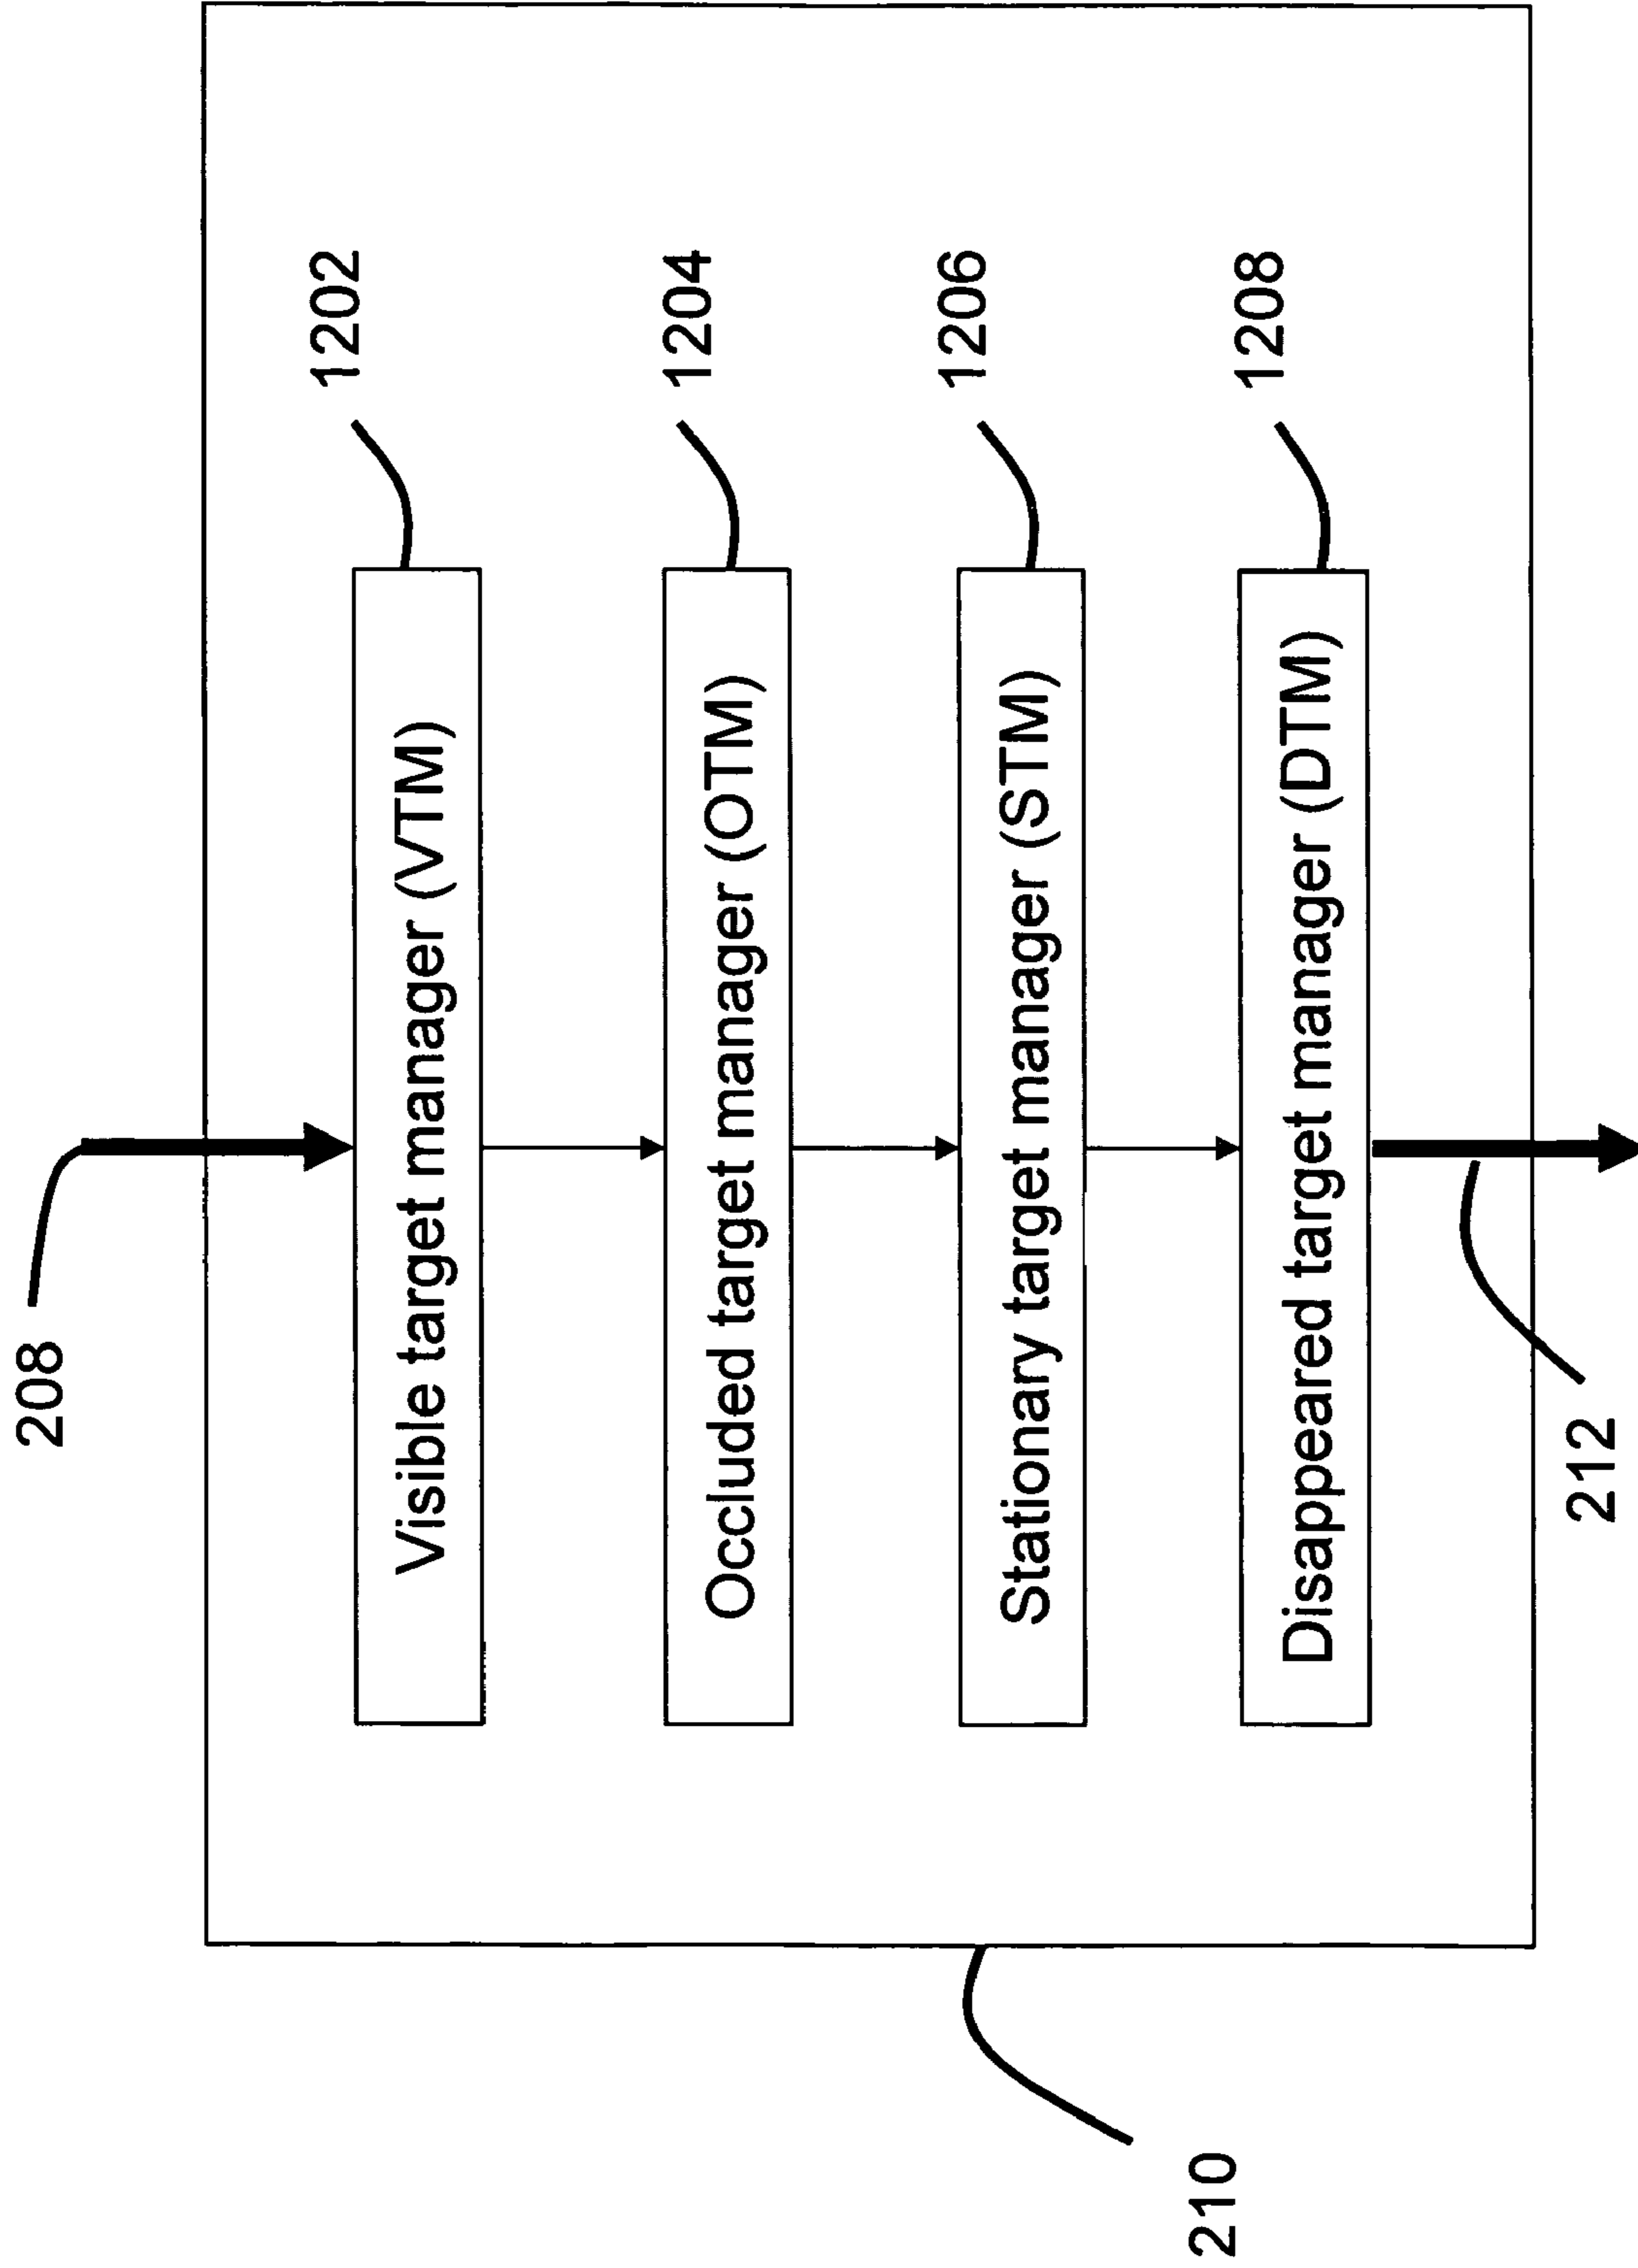 208
1202
Visible target manager (VTM)
1204
Occluded target manager (OTM)
1206
Stationary target manager (STM)
1208
Disappeared target manager (DTM)
212
210